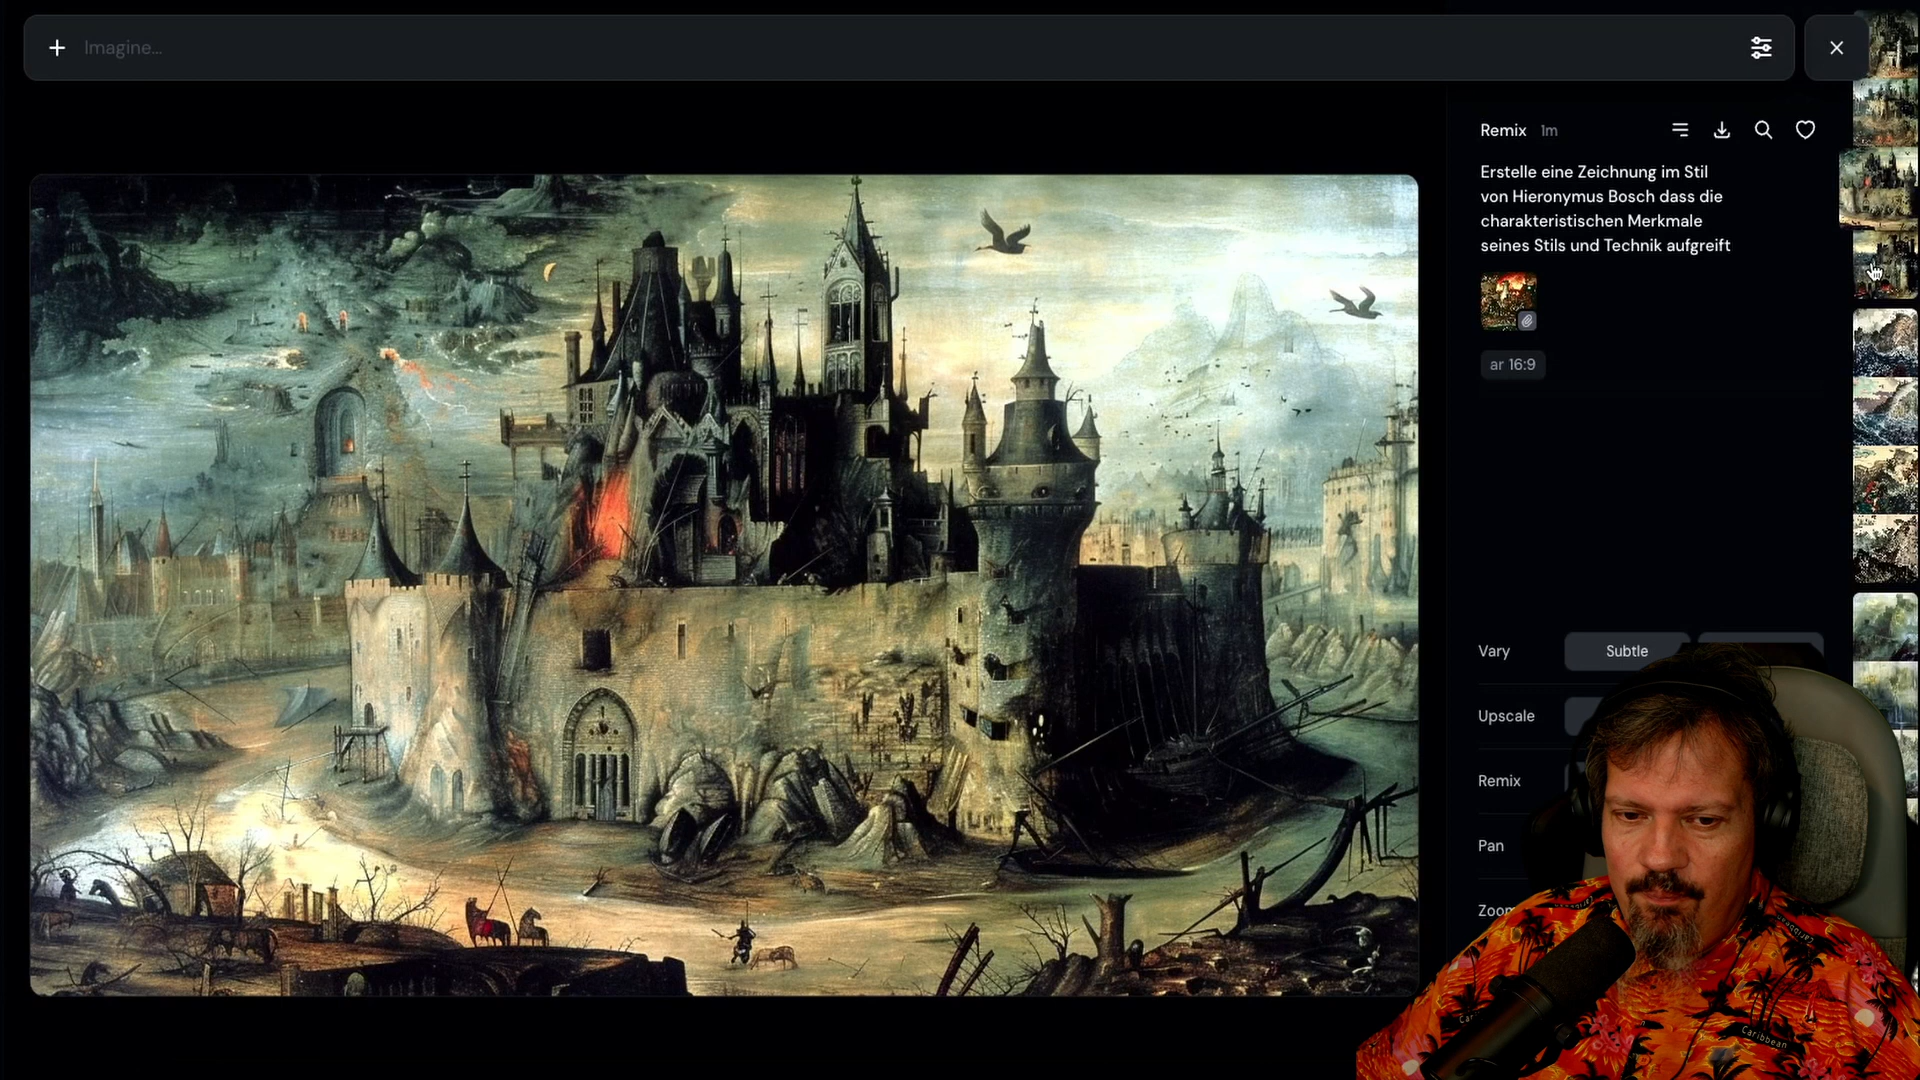 Imagine...
Remix 1m
Erstelle eine Zeichnung im Stil
von Hieronymus Bosch dass die
charakteristischen Merkmale
seines Stils und Technik aufgreift
ar 16:9
Vary Subtle
Upscale
Remix
Pan
Zoom
Caribbean